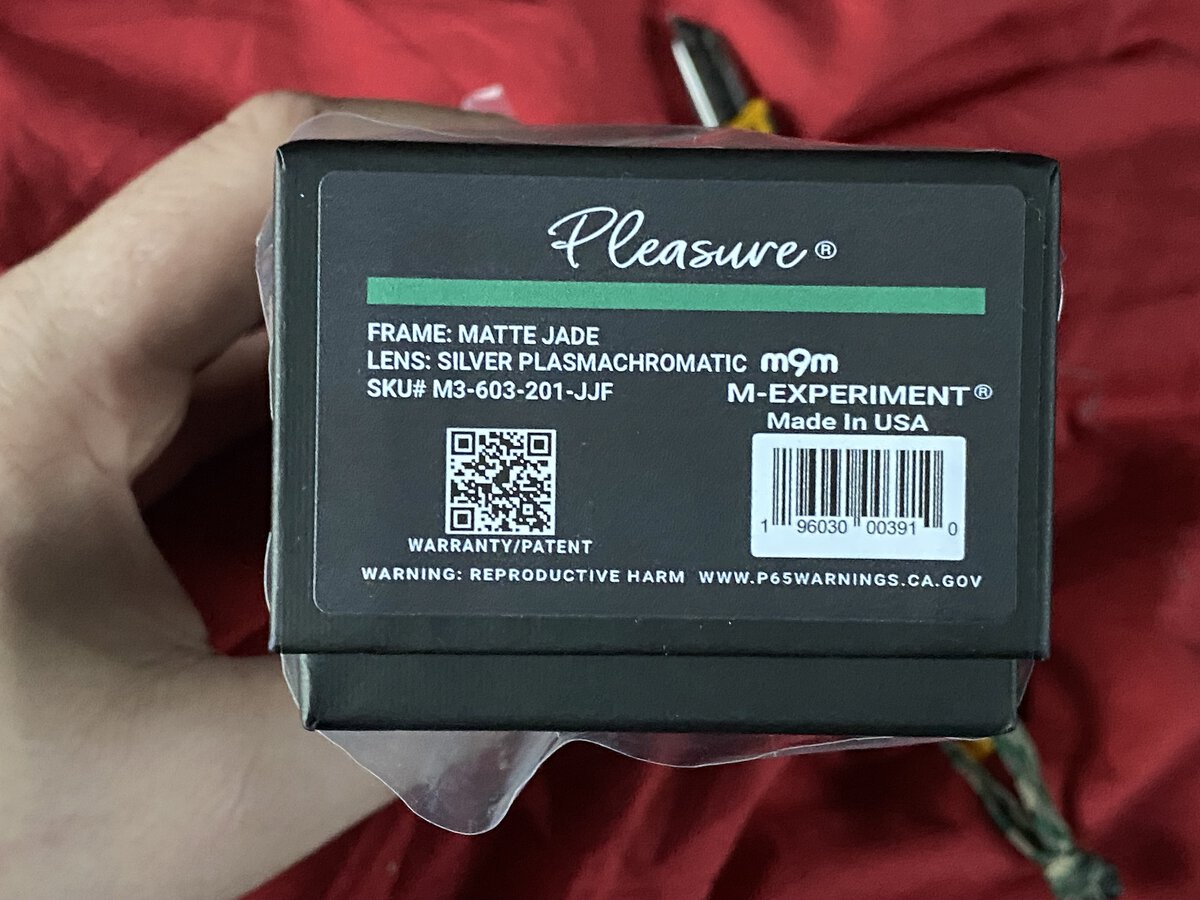 Pleasure®
FRAME: MATTE JADE
LENS: SILVER PLASMACHROMATIC m9m
SKU# M3-603-201-JJF
M-EXPERIMENT®
Made In USA
1 96030 00391 0
WARRANTY/PATENT
WARNING: REPRODUCTIVE HARM WWW.P65WARNINGS.CA.GOV